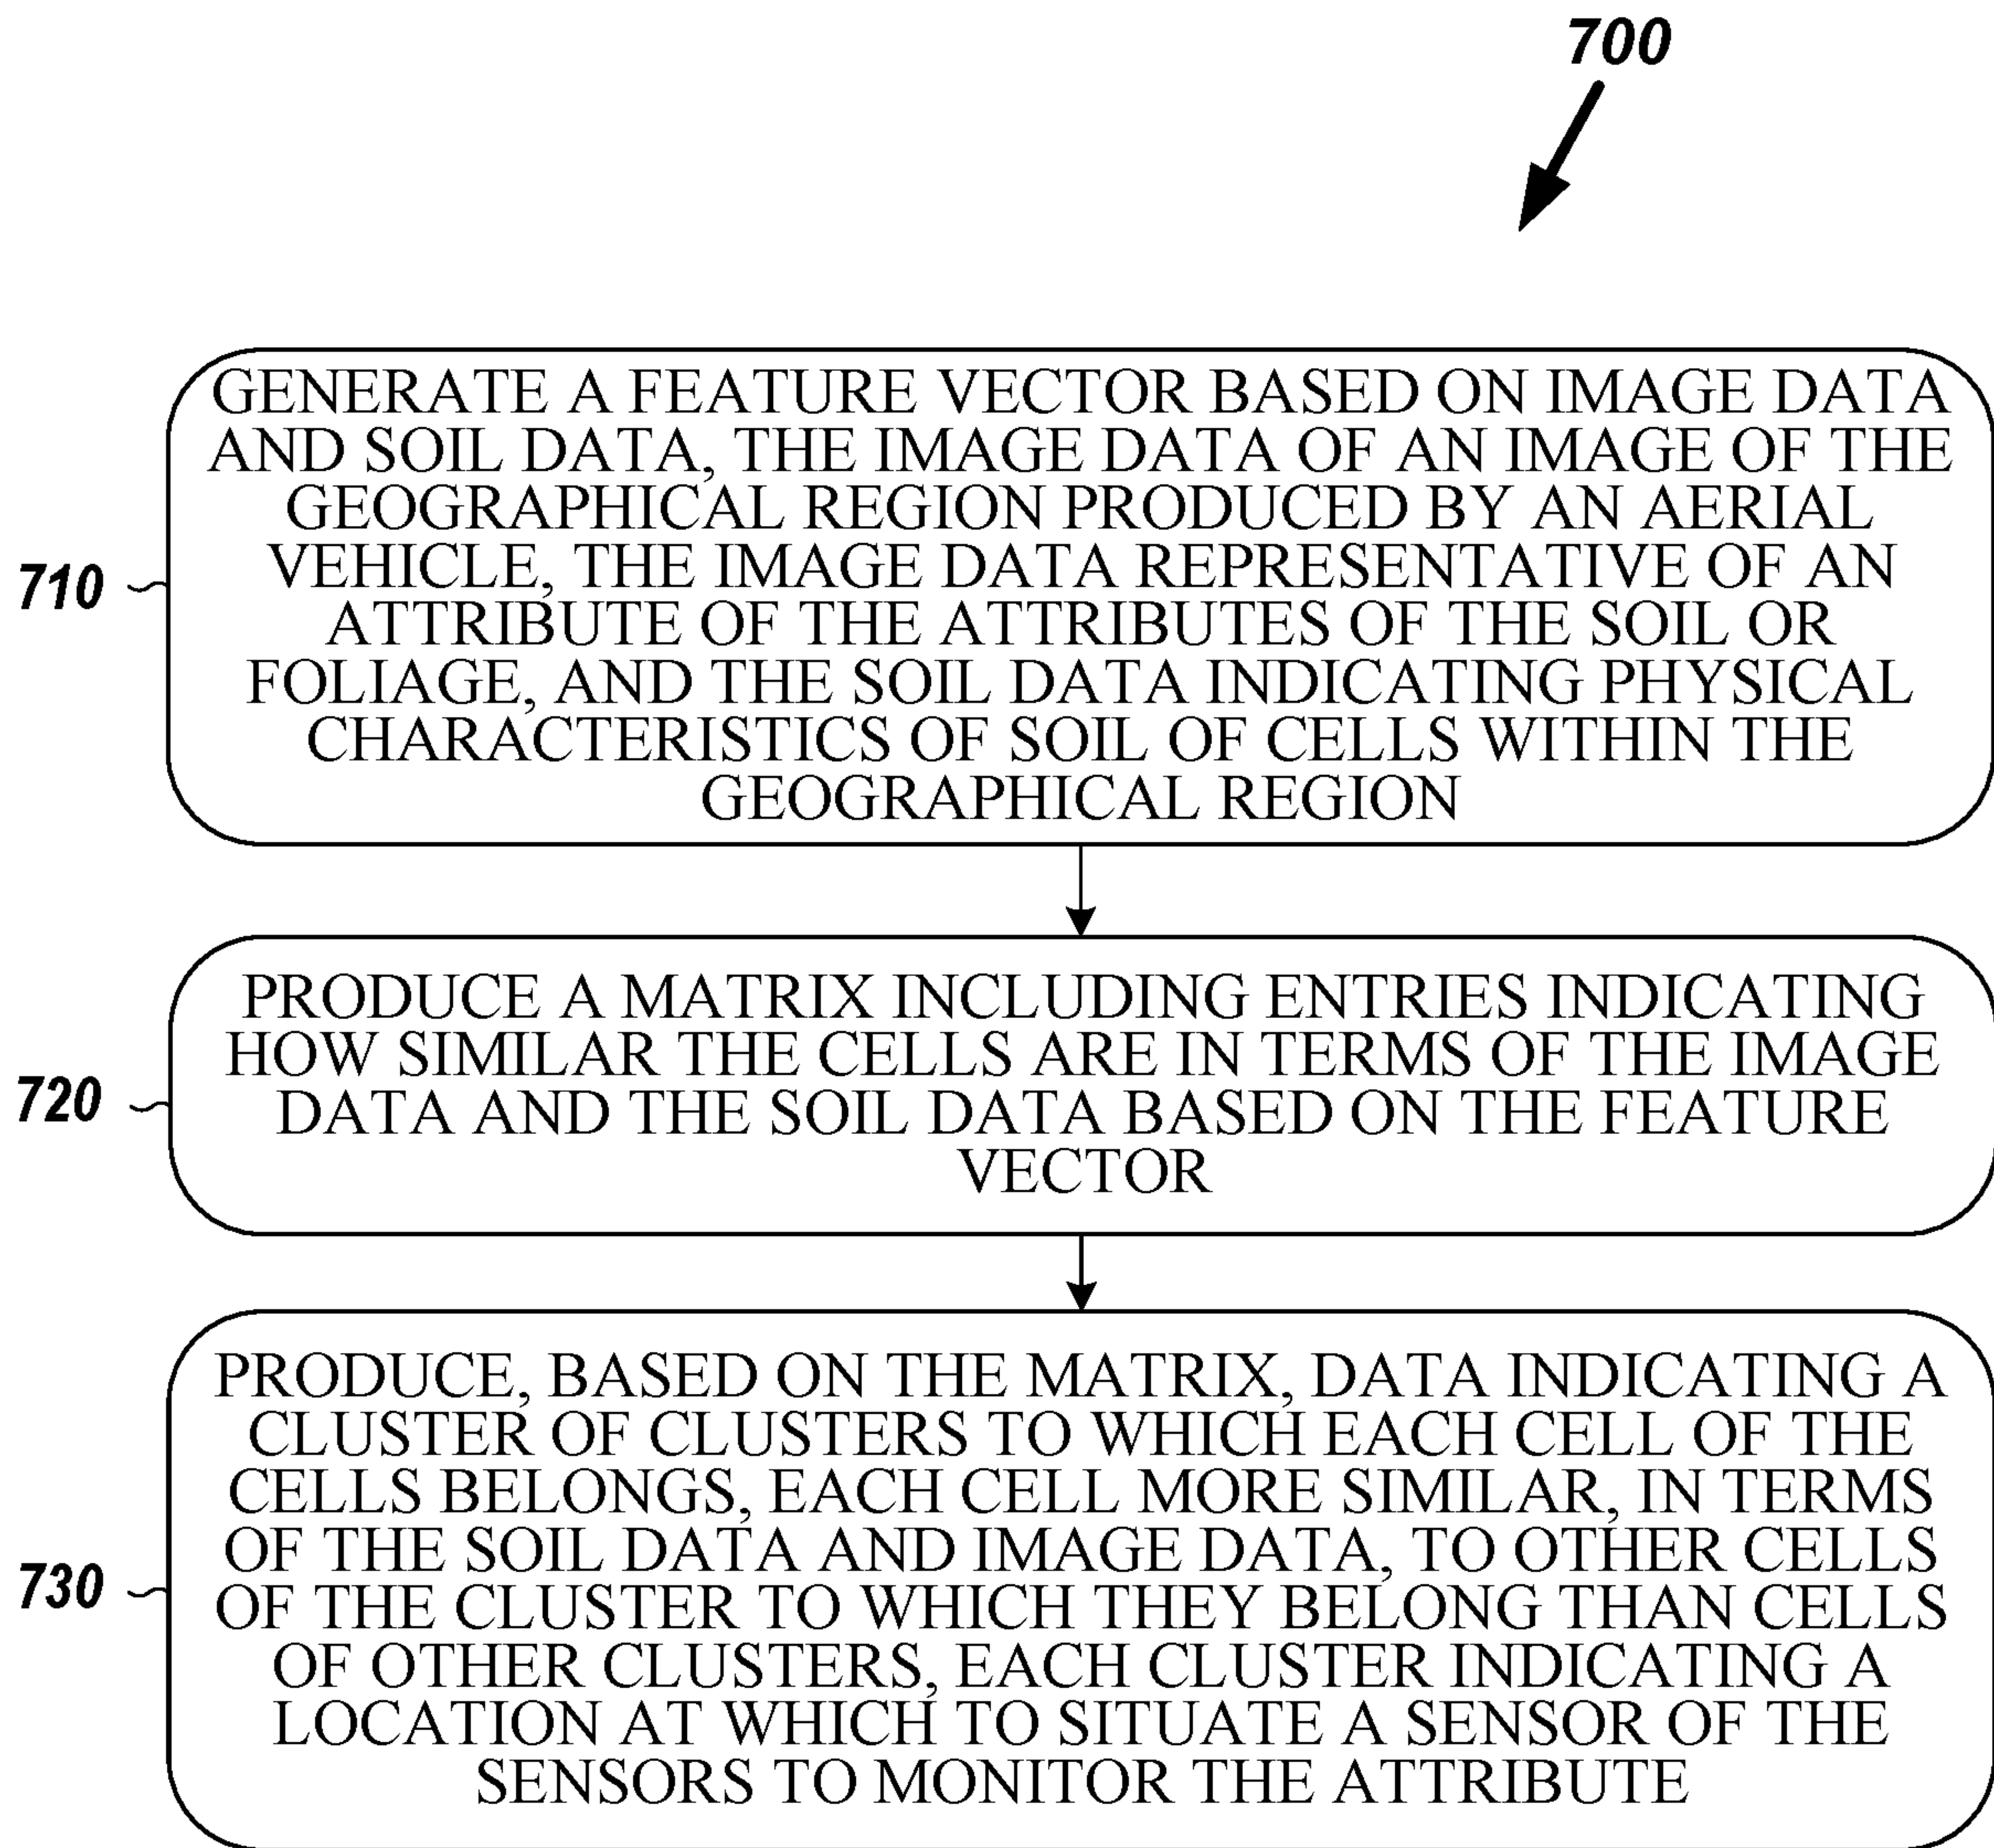 700
GENERATE A FEATURE VECTOR BASED ON IMAGE DATA
AND SOIL DATA, THE IMAGE DATA OF AN IMAGE OF THE
GEOGRAPHICAL REGION PRODUCED BY AN AERIAL
VEHICLE, THE IMAGE DATA REPRESENTATIVE OF AN
ATTRIBUTE OF THE ATTRIBUTES OF THE SOIL OR
FOLIAGE, AND THE SOIL DATA INDICATING PHYSICAL
CHARACTERISTICS OF SOIL OF CELLS WITHIN THE
GEOGRAPHICAL REGION
710
PRODUCE A MATRIX INCLUDING ENTRIES INDICATING
HOW SIMILAR THE CELLS ARE IN TERMS OF THE IMAGE
DATA AND THE SOIL DATA BASED ON THE FEATURE
VECTOR
720
PRODUCE, BASED ON THE MATRIX, DATA INDICATING A
CLUSTER OF CLUSTERS TO WHICH EACH CELL OF THE
CELLS BELONGS, EACH CELL MORE SIMILAR, IN TERMS
OF THE SOIL DATA AND IMAGE DATA, TO OTHER CELLS
OF THE CLUSTER TO WHICH THEY BELONG THAN CELLS
OF OTHER CLUSTERS, EACH CLUSTER INDICATING A
LOCATION AT WHICH TO SITUATE A SENSOR OF THE
SENSORS TO MONITOR THE ATTRIBUTE
730